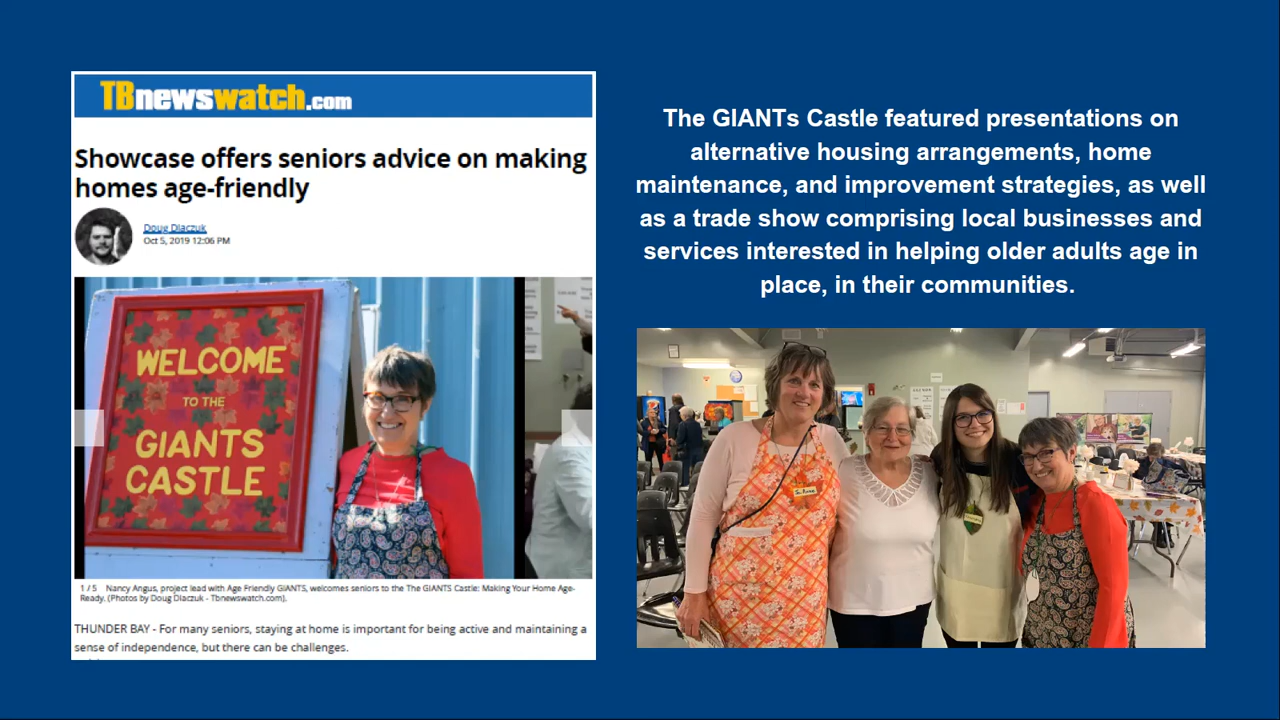 TBnewswatch.com
Showcase offers seniors advice on making
homes age-friendly
Doug Diaczuk
Oct 5, 2019 12:06 PM
WELCOME
TO THE
GIANTS
CASTLE
1 / 5 Nancy Angus, project lead with Age Friendly GIANTS, welcomes seniors to the The GIANTS Castle: Making Your Home Age-
Ready. (Photos by Doug Diaczuk - Tbnewswatch.com).
THUNDER BAY - For many seniors, staying at home is important for being active and maintaining a
sense of independence, but there can be challenges.
The GIANTs Castle featured presentations on
alternative housing arrangements, home
maintenance, and improvement strategies, as well
as a trade show comprising local businesses and
services interested in helping older adults age in
place, in their communities.